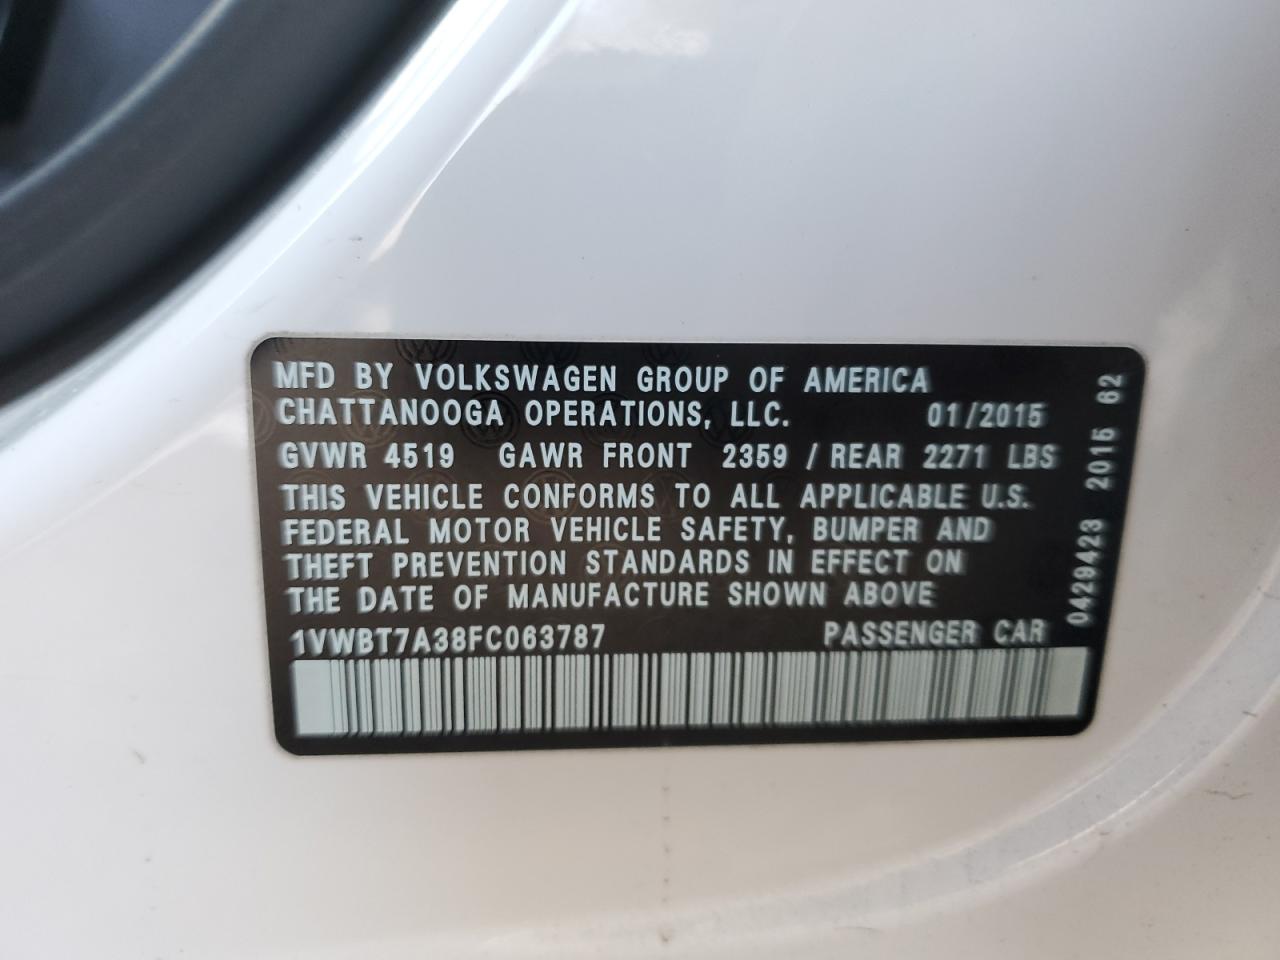 MFD BY VOLKSWAGEN GROUP OF AMERICA
CHATTANOOGA OPERATIONS, LLC. 01/2015
GVWR 4519 GAWR FRONT 2359 / REAR 2271 LBS
THIS VEHICLE CONFORMS TO ALL APPLICABLE U.S.
FEDERAL MOTOR VEHICLE SAFETY, BUMPER AND
THEFT PREVENTION STANDARDS IN EFFECT ON
THE DATE OF MANUFACTURE SHOWN ABOVE
1VWBT7A38FC063787 PASSENGER CAR
0429423 2015 62